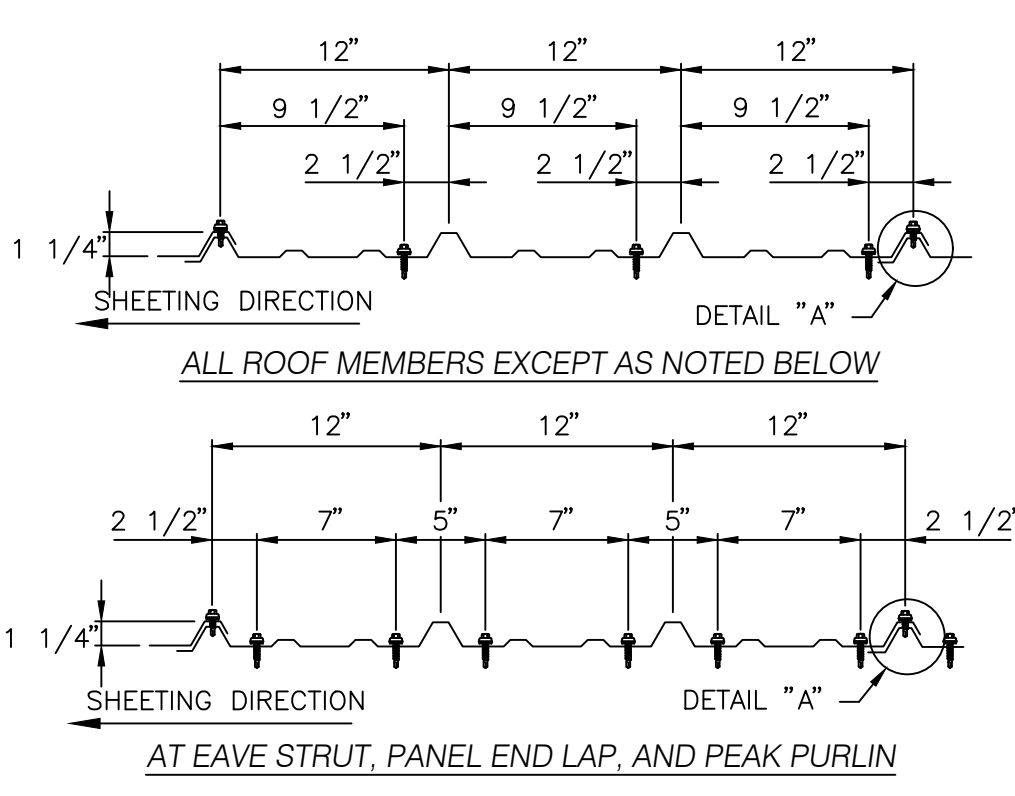 12” 12” 12”
9 1/2” 9 1/2” 9 1/2”
2 1/2” 2 1/2” 2 1/2”
1 1/4”
SHEETING DIRECTION
DETAIL ”A”
ALL ROOF MEMBERS EXCEPT AS NOTED BELOW
12” 12” 12”
2 1/2” 7” 5” 7” 5” 7” 2 1/2”
1 1/4”
SHEETING DIRECTION
DETAIL ”A”
AT EAVE STRUT, PANEL END LAP, AND PEAK PURLIN